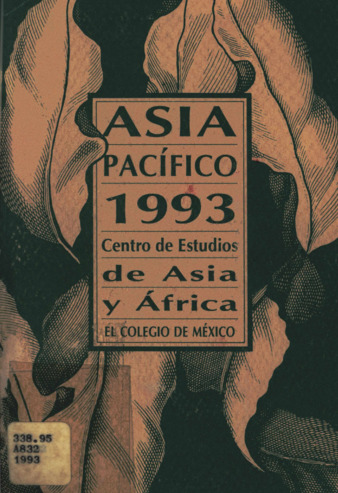 ASIA
PACÍFICO
1993
Centro de Estudios
de Asia
y África
EL COLEGIO DE MÉXICO
338.95
A832
1993